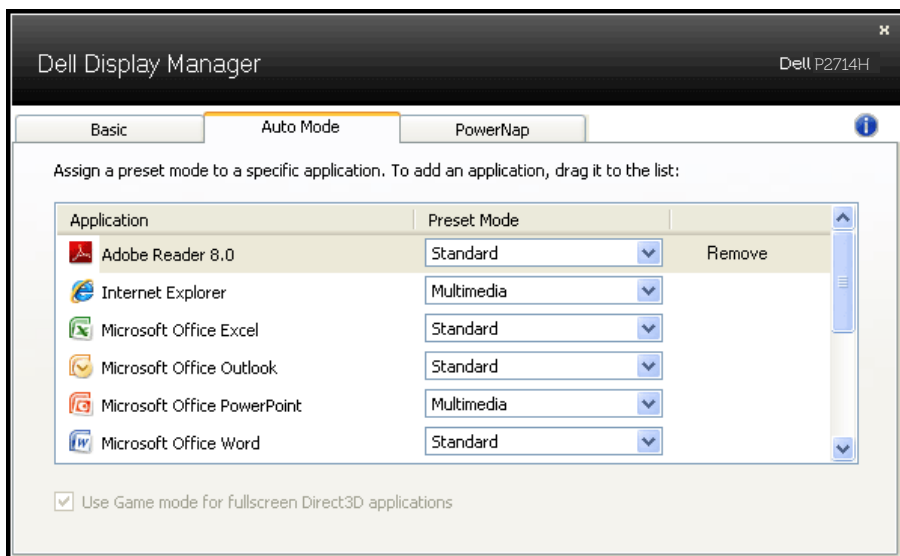 x
Dell Display Manager
Dell P2714H
Basic
Auto Mode
PowerNap
i
Assign a preset mode to a specific application. To add an application, drag it to the list:
Application Preset Mode
Adobe Reader 8.0 Standard Remove
Internet Explorer Multimedia
Microsoft Office Excel Standard
Microsoft Office Outlook Standard
Microsoft Office PowerPoint Multimedia
Microsoft Office Word Standard
Use Game mode for fullscreen Direct3D applications